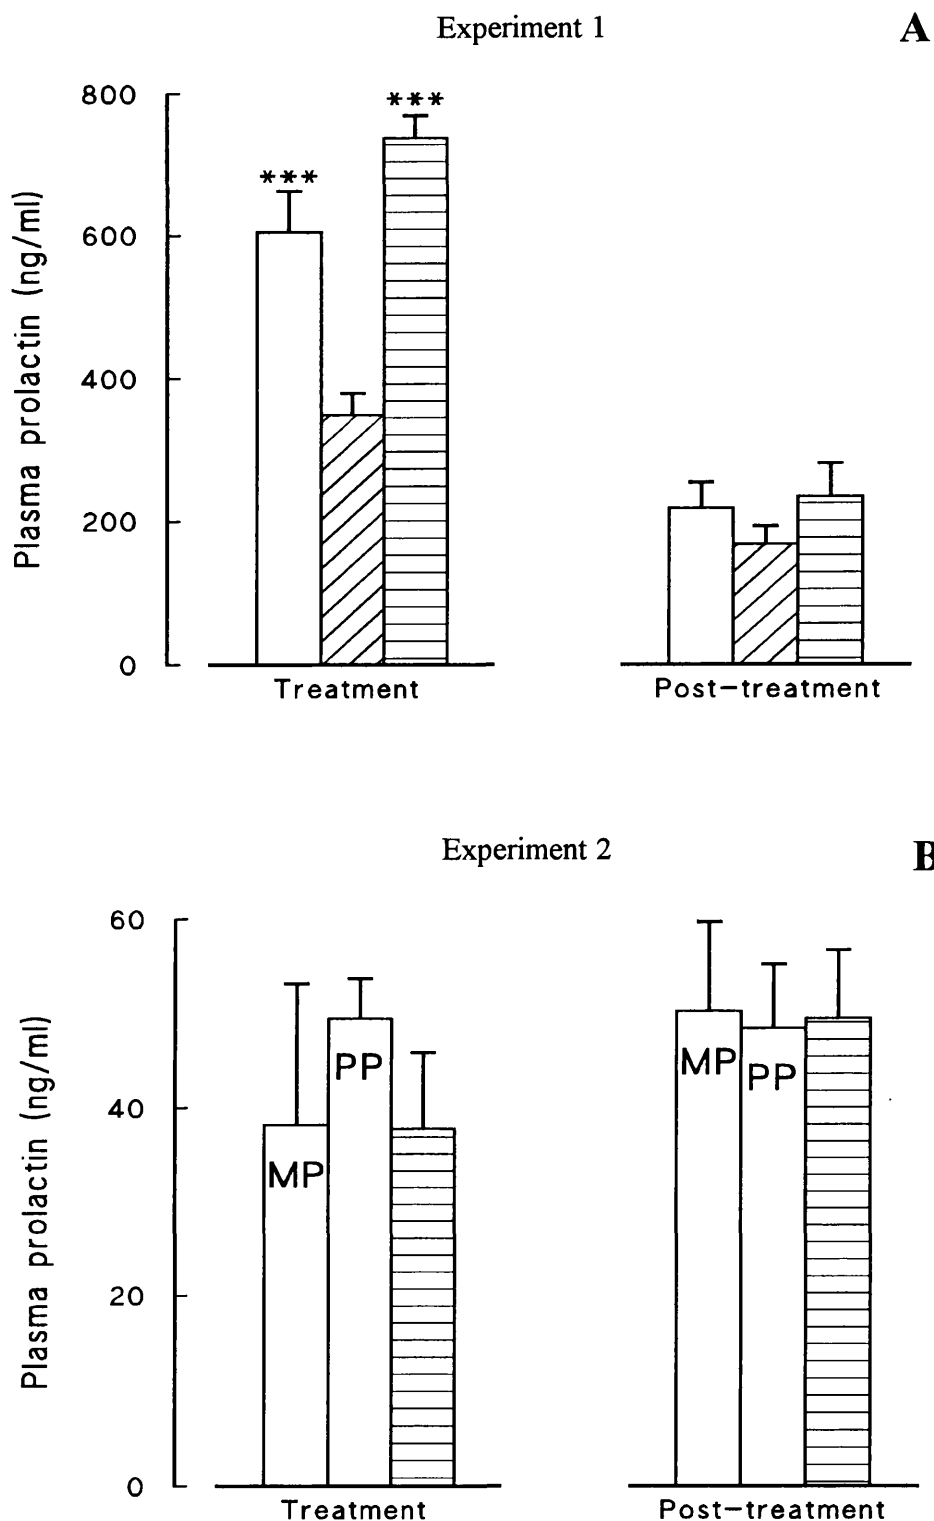 Experiment 1
A
Plasma prolactin (ng/ml)
800
600
400
200
0
***
***
Treatment
Post-treatment
Experiment 2
B
Plasma prolactin (ng/ml)
60
40
20
0
MP
PP
MP
PP
Treatment
Post-treatment